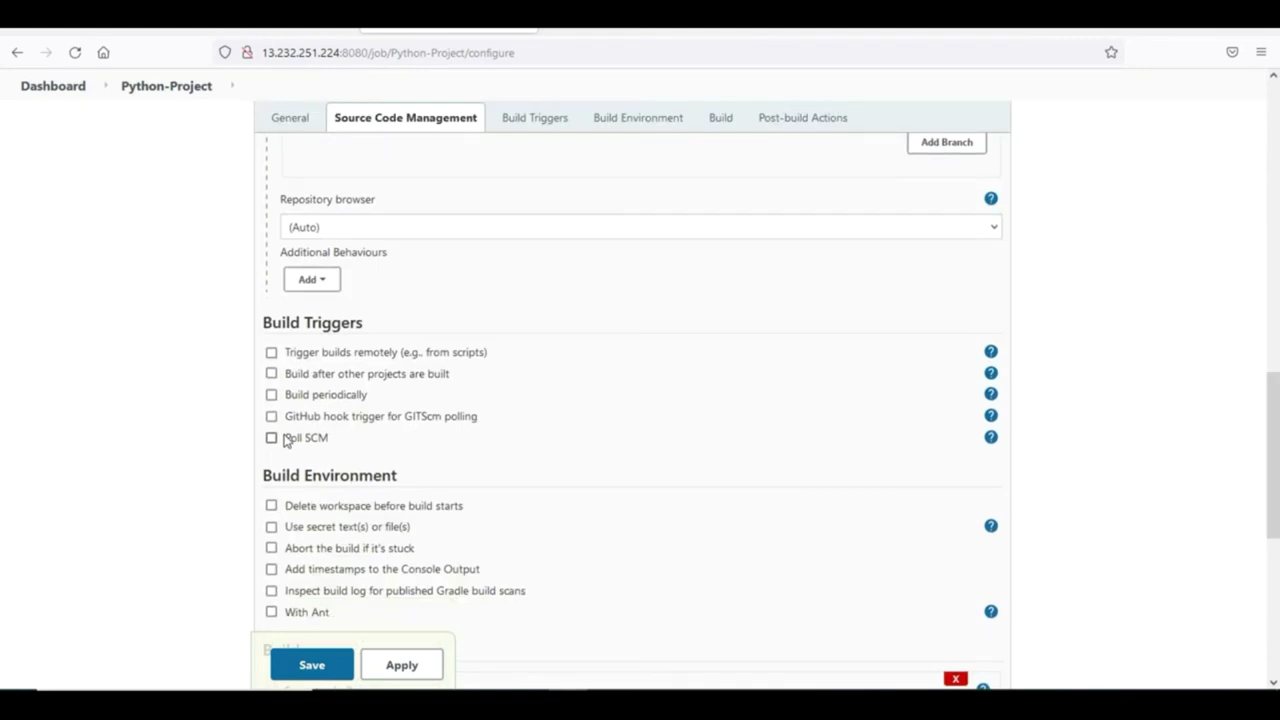 13.232.251.224:8080/job/Python-Project/configure
Dashboard
Python-Project
General
Source Code Management
Build Triggers
Build Environment
Build
Post-build Actions
Add Branch
Repository browser
?
(Auto)
Additional Behaviours
Add
Build Triggers
Trigger builds remotely (e.g., from scripts)
?
Build after other projects are built
?
Build periodically
?
GitHub hook trigger for GITScm polling
?
Poll SCM
?
Build Environment
Delete workspace before build starts
Use secret text(s) or file(s)
?
Abort the build if it's stuck
Add timestamps to the Console Output
Inspect build log for published Gradle build scans
With Ant
?
Build
Save
Apply
X